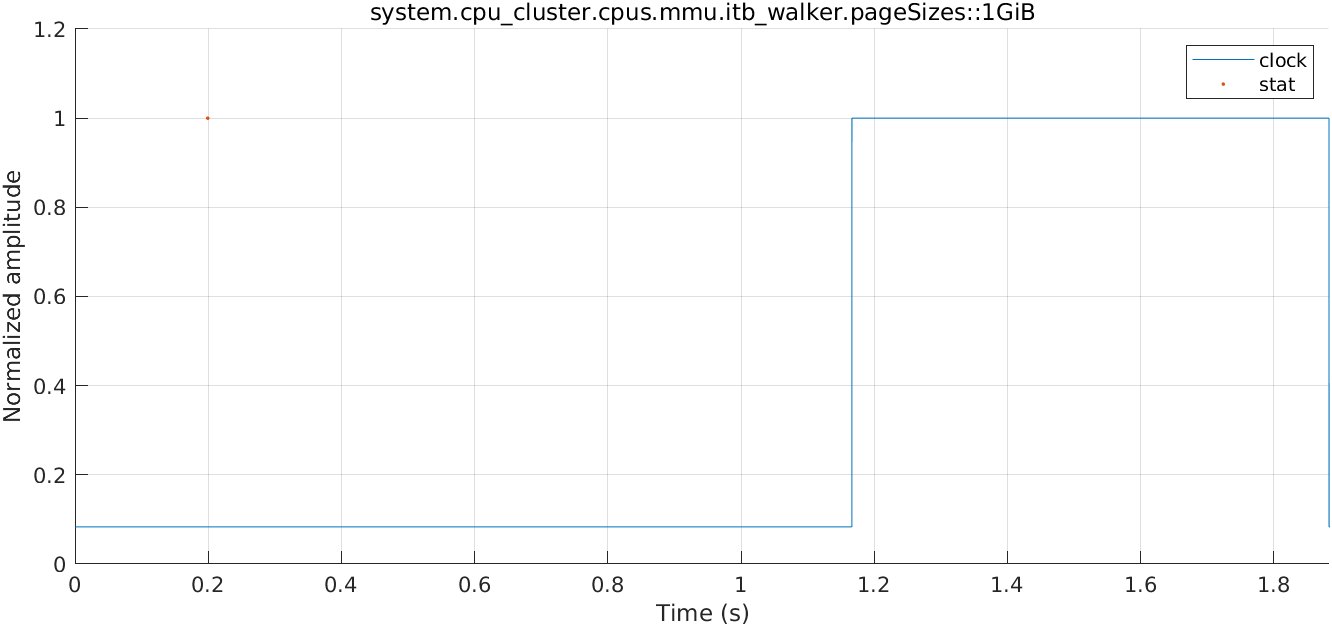 system.cpu_cluster.cpus.mmu.itb_walker.pageSizes::1GiB
1.2
1
0.8
0.6
0.4
0.2
0
Normalized amplitude
clock
stat
0 0.2 0.4 0.6 0.8 1 1.2 1.4 1.6 1.8
Time (s)